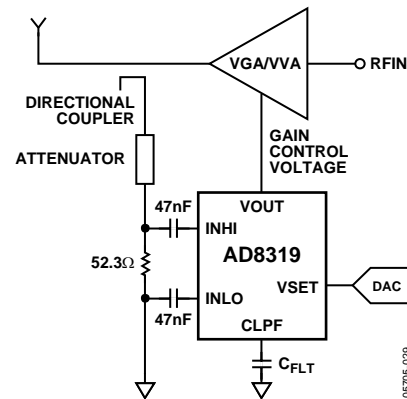 VGA/VVA
RFIN
DIRECTIONAL
COUPLER
ATTENUATOR
GAIN
CONTROL
VOLTAGE
47nF
INHI
VOUT
AD8319
52.3Ω
VSET
DAC
INLO
47nF
CLPF
CFLT
05705-029